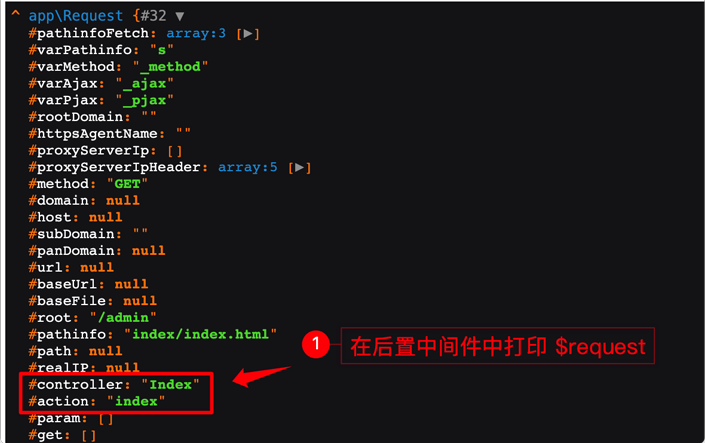 ^ app\Request {#32 ▼
#pathinfoFetch: array:3 [▶]
#varPathinfo: "s"
#varMethod: "_method"
#varAjax: "_ajax"
#varPjax: "_pjax"
#rootDomain: ""
#httpsAgentName: ""
#proxyServerIp: []
#proxyServerIpHeader: array:5 [▶]
#method: "GET"
#domain: null
#host: null
#subDomain: ""
#panDomain: null
#url: null
#baseUrl: null
#baseFile: null
#root: "/admin"
#pathinfo: "index/index.html"
#path: null
1 在后置中间件中打印 $request
#realIP: null
#controller: "Index"
#action: "index"
#param: []
#get: []